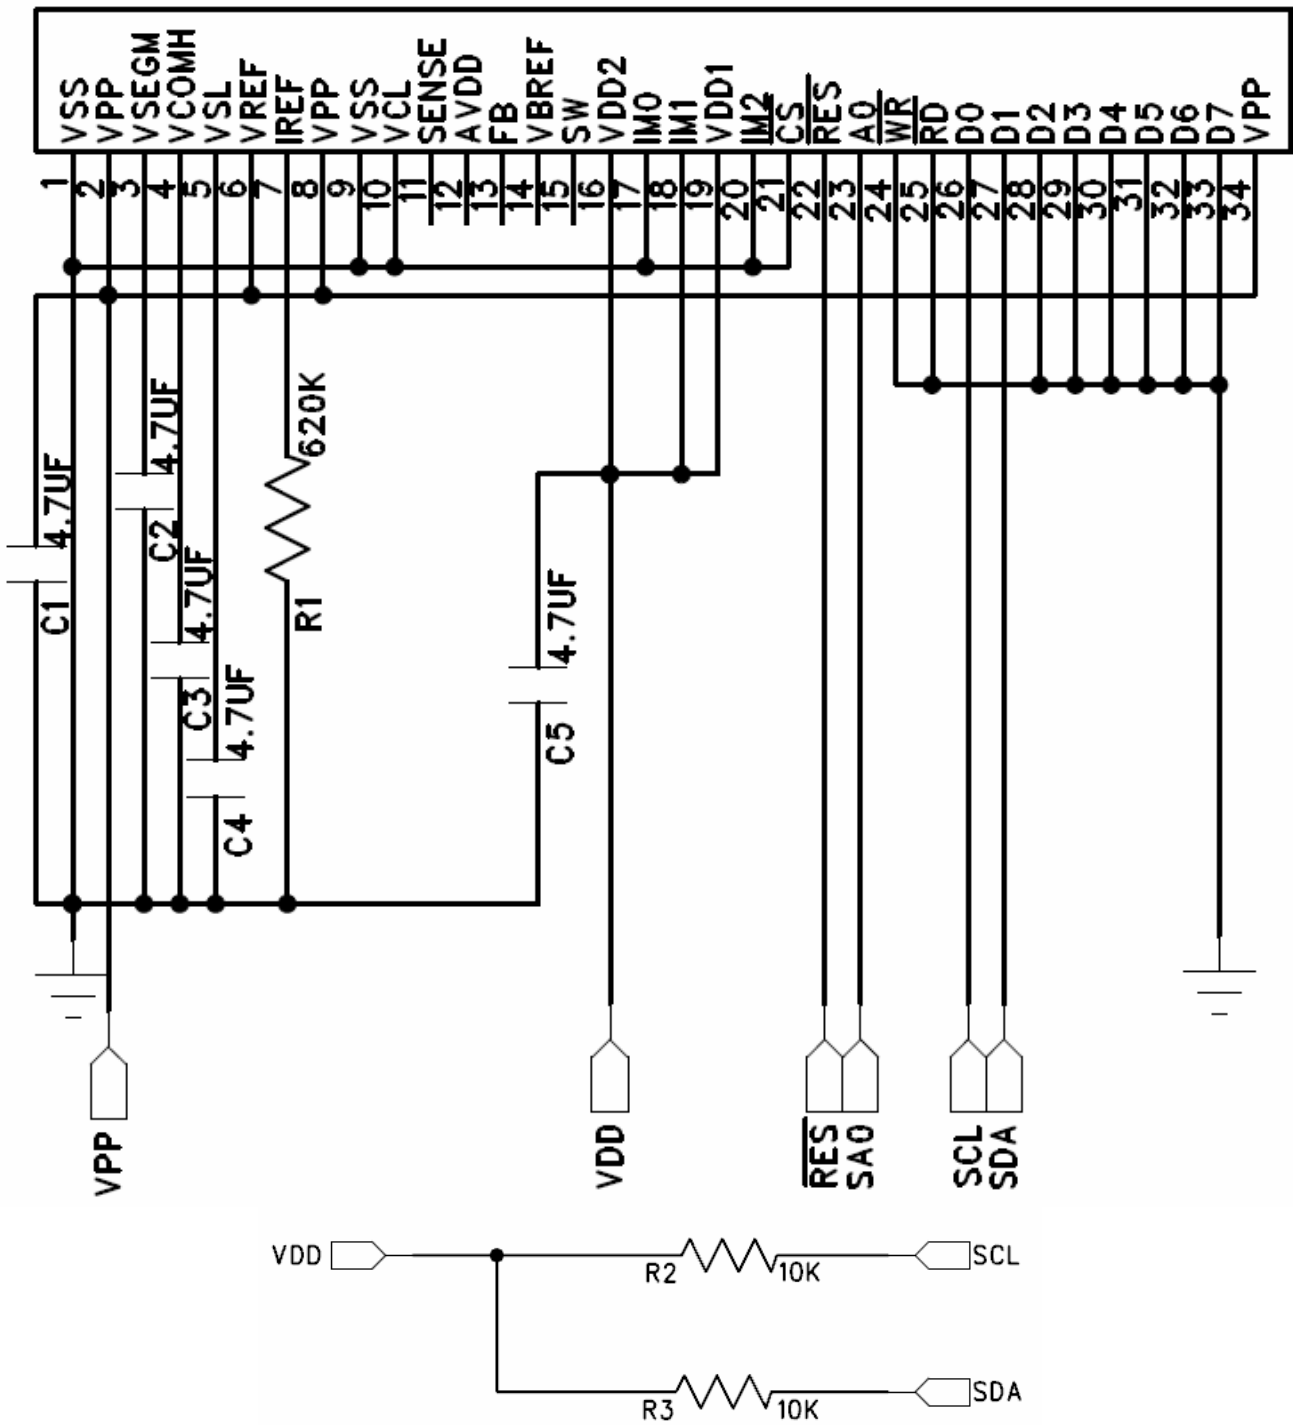 VSS
VPP
VSEGM
VCOMH
VSL
VREF
IREF
VPP
VSS
VCL
SENSE
AVDD
FB
VBREF
SW
VDD2
IM0
IM1
VDD1
IM2
CS
RES
A0
WR
RD
D0
D1
D2
D3
D4
D5
D6
D7
VPP
1
2
3
4
5
6
7
8
9
10
11
12
13
14
15
16
17
18
19
20
21
22
23
24
25
26
27
28
29
30
31
32
33
34
4.7UF
C1
4.7UF
C2
4.7UF
C3
4.7UF
C4
620K
R1
4.7UF
C5
VPP
VDD
RES
SA0
SCL
SDA
VDD
R2
10K
SCL
R3
10K
SDA